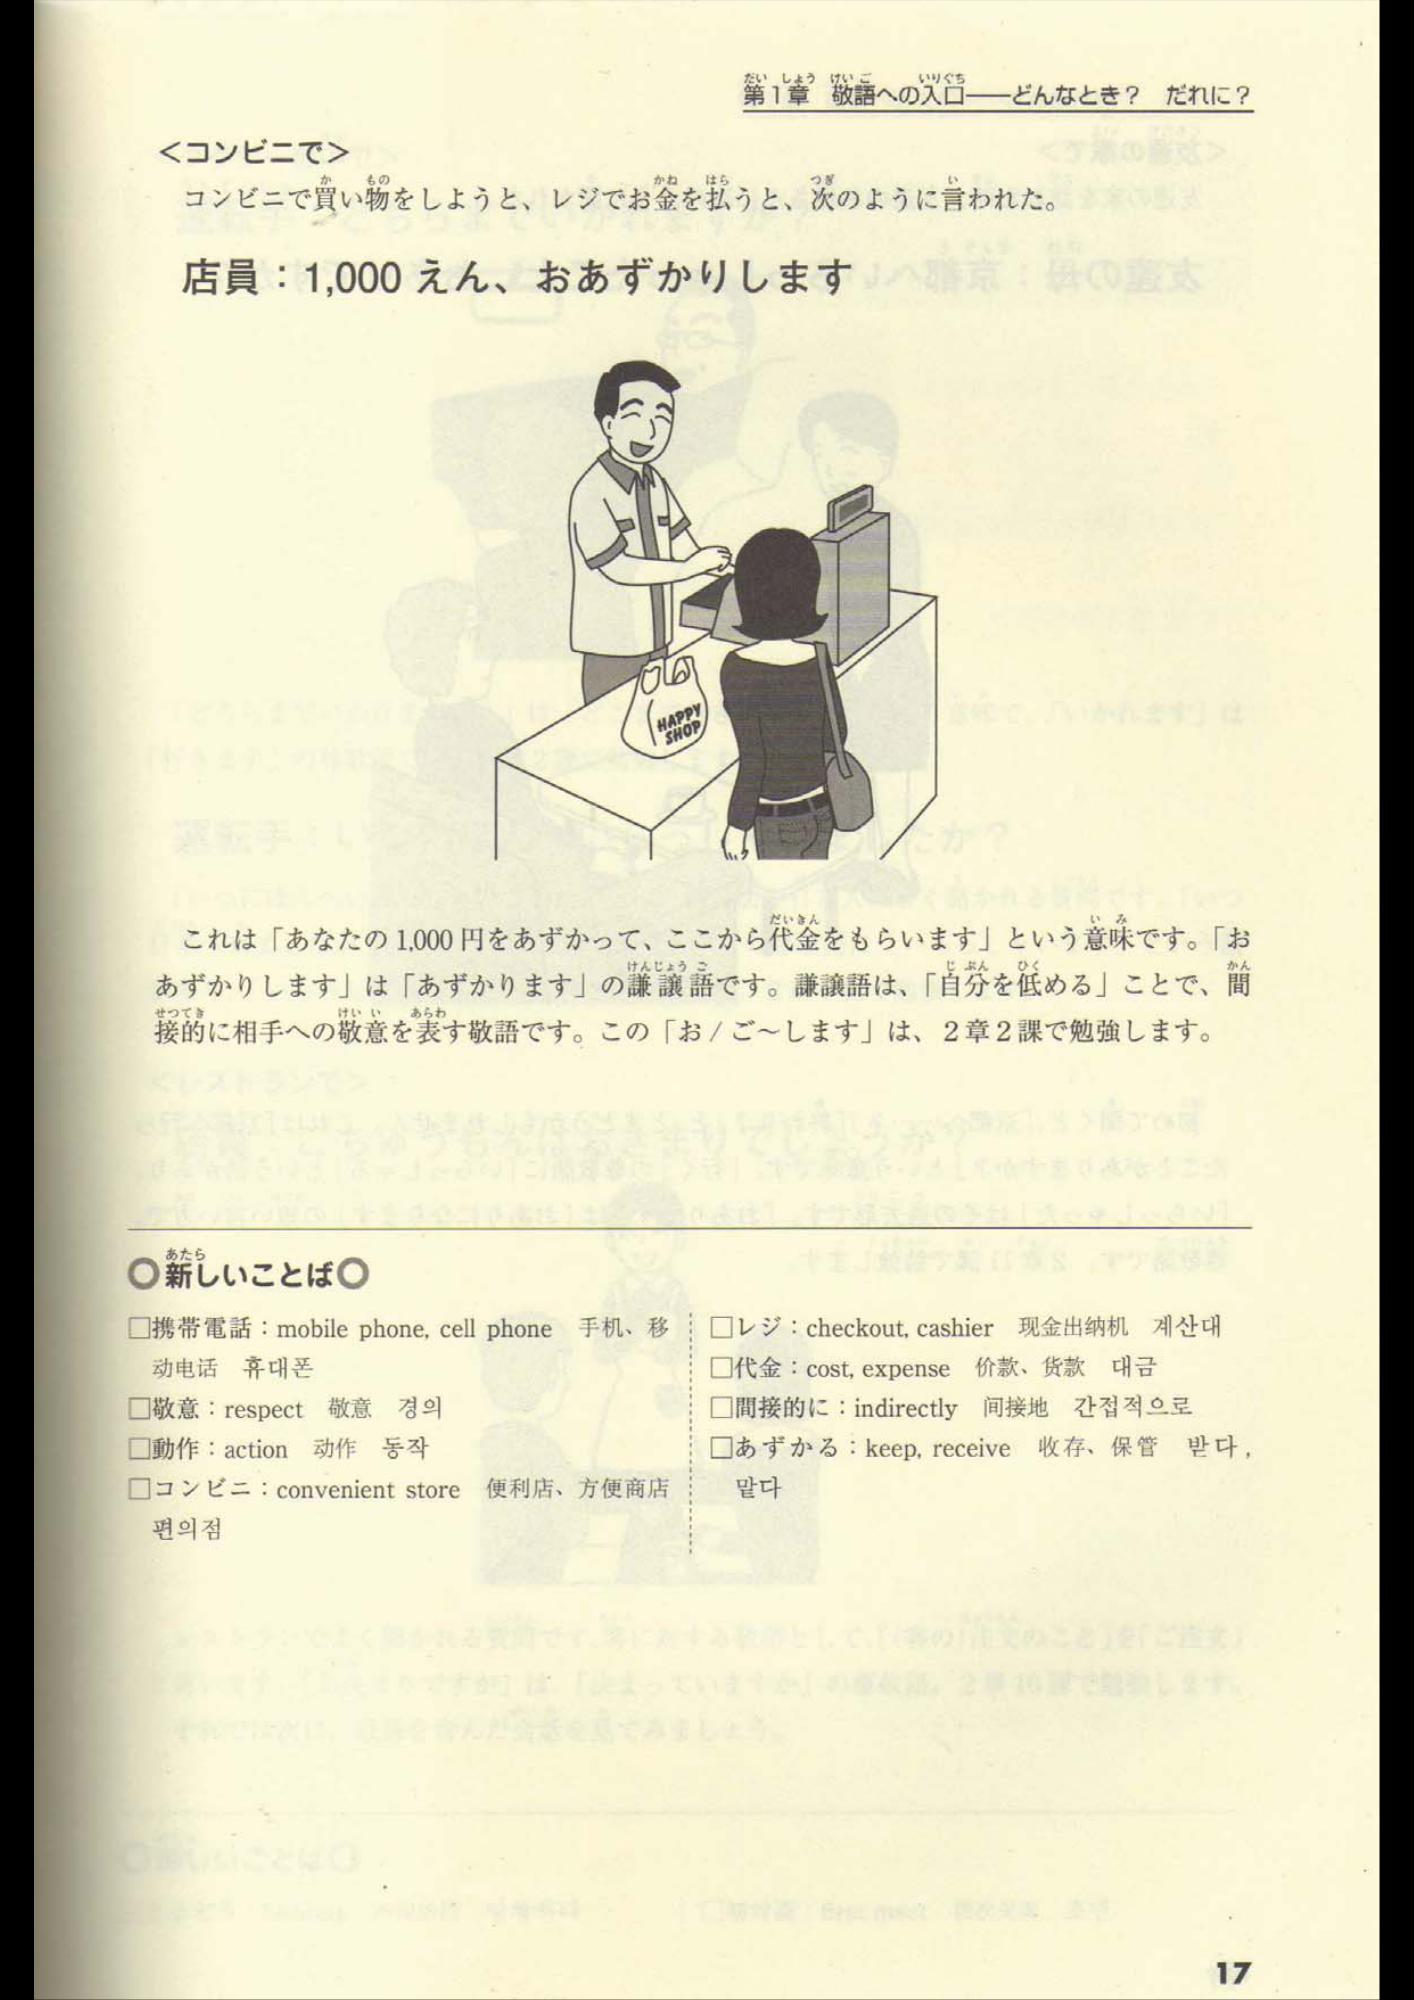 第1章　敬語への入口――どんなとき？　だれに？
＜コンビニで＞
コンビニで買い物をしようと、レジでお金を払うと、次のように言われた。
店員：1,000えん、おあずかりします
HAPPY
SHOP
これは「あなたの1,000円をあずかって、ここから代金をもらいます」という意味です。「お
あずかりします」は「あずかります」の謙譲語です。謙譲語は、「自分を低める」ことで、間
接的に相手への敬意を表す敬語です。この「お/ご～します」は、2章2課で勉強します。
○新しいことば○
□携帯電話：mobile phone, cell phone　手机、移
动电话　휴대폰
□敬意：respect　敬意　경의
□動作：action　动作　동작
□コンビニ：convenient store　便利店、方便商店
편의점
□レジ：checkout, cashier　现金出纳机　계산대
□代金：cost, expense　价款、货款　대금
□間接的に：indirectly　间接地　간접적으로
□あずかる：keep, receive　收存、保管　받다,
맡다
17